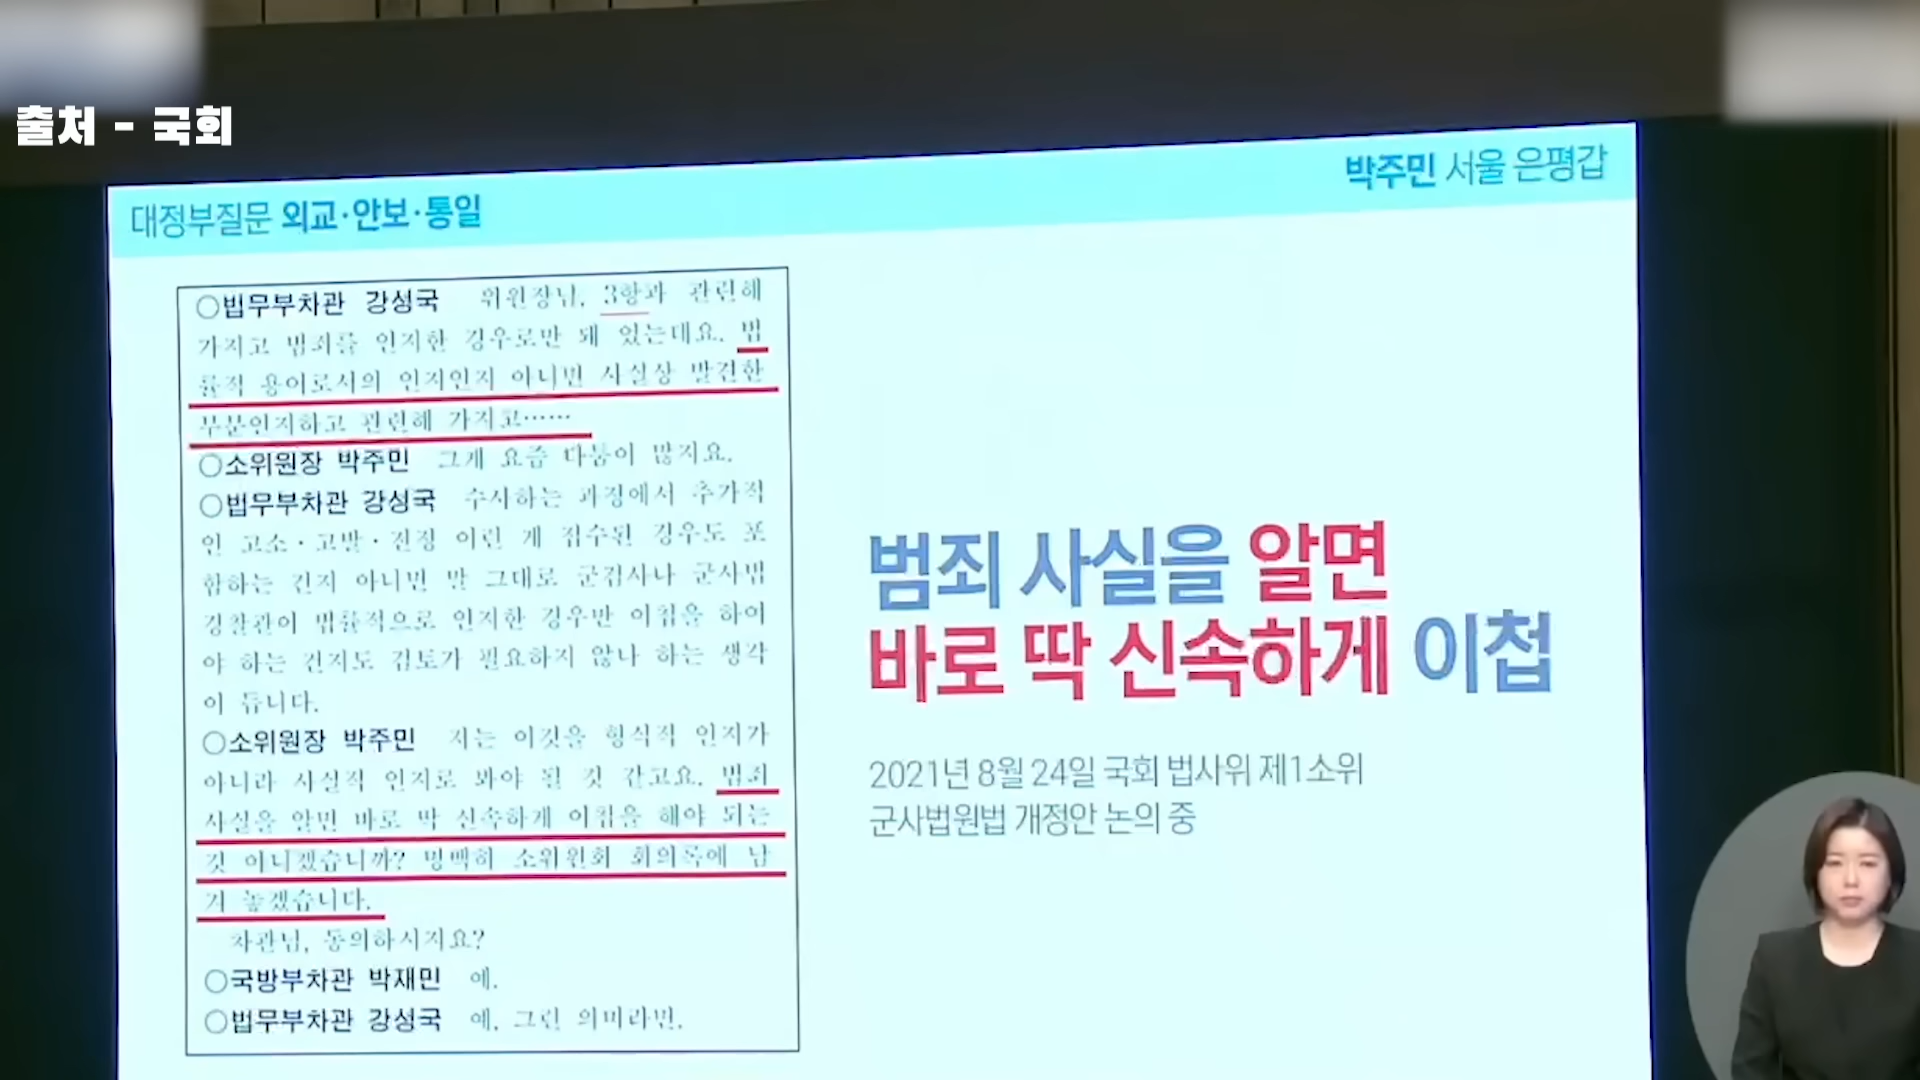 출처 - 국회
대정부질문 외교·안보·통일
박주민 서울 은평갑
○법무부차관 강성국 위원장님, 3항과 관련해
가지고 범죄를 인지한 경우로만 돼 있는데요. 법
률적 용어로서의 인지인지 아니면 사실상 발견한
부분인지하고 관련해 가지고……
○소위원장 박주민 그게 요즘 다툼이 많지요.
○법무부차관 강성국 수사하는 과정에서 추가적
인 고소·고발·진정 이런 게 접수된 경우도 포
함하는 건지 아니면 말 그대로 군검사나 군사법
경찰관이 법률적으로 인지한 경우만 이첩을 하여
야 하는 건지도 검토가 필요하지 않나 하는 생각
이 듭니다.
○소위원장 박주민 저는 이것을 형식적 인지가
아니라 사실적 인지로 봐야 될 것 같고요. 범죄
사실을 알면 바로 딱 신속하게 이첩을 해야 되는
것 아니겠습니까? 명백히 소위원회 회의록에 남
겨 놓겠습니다.
차관님, 동의하시지요?
○국방부차관 박재민 예.
○법무부차관 강성국 예, 그런 의미라면.
범죄 사실을 알면
바로 딱 신속하게 이첩
2021년 8월 24일 국회 법사위 제1소위
군사법원법 개정안 논의 중